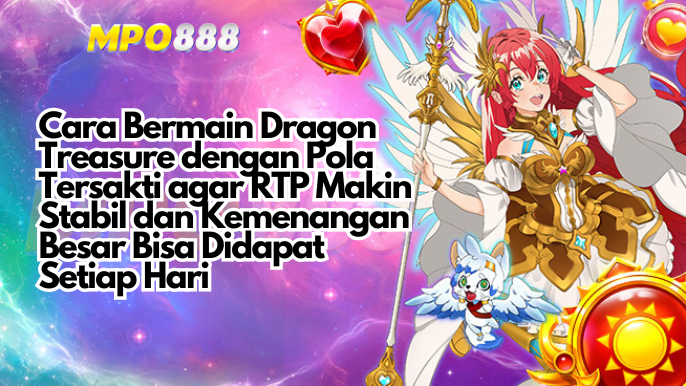 MPO888
Cara Bermain Dragon
Treasure dengan Pola
Tersakti agar RTP Makin
Stabil dan Kemenangan
Besar Bisa Didapat
Setiap Hari